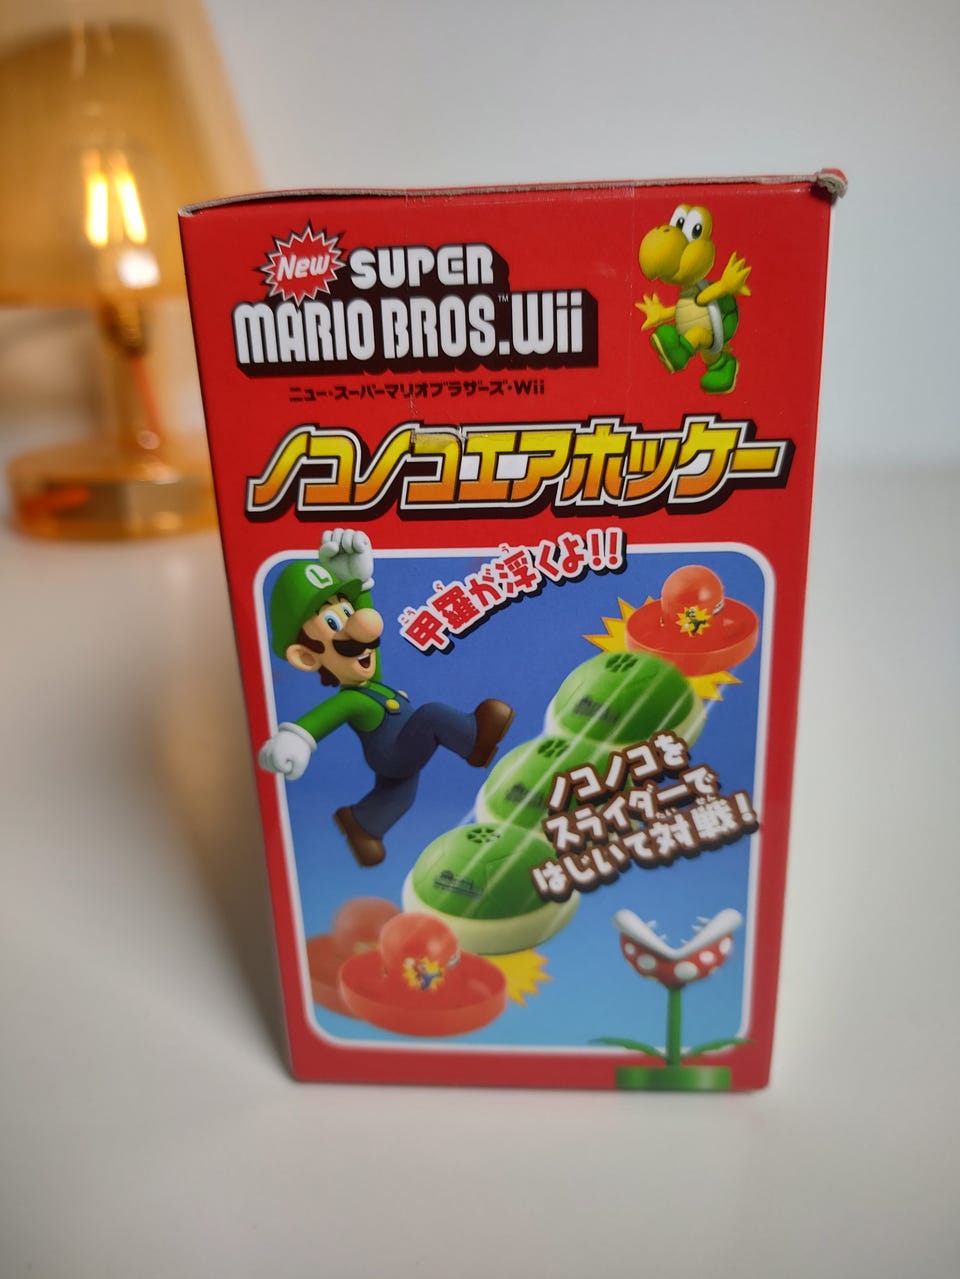 New SUPER
MARIO BROS.Wii™
ニュー・スーパーマリオブラザーズ・Wii
ノコノコエアホッケー
甲羅が浮くよ!!
ノコノコを
スライダーで
はじいて対戦!
L